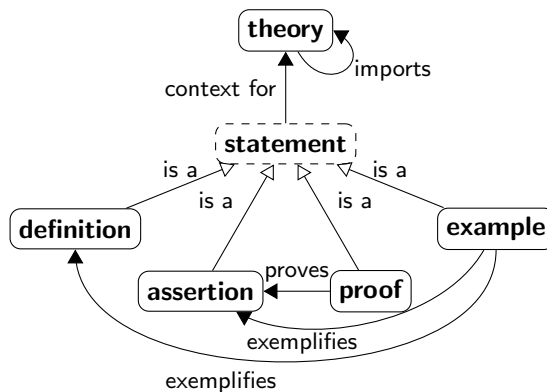 theory
imports
context for
statement
is a
is a
is a
is a
definition
example
proves
assertion
proof
exemplifies
exemplifies